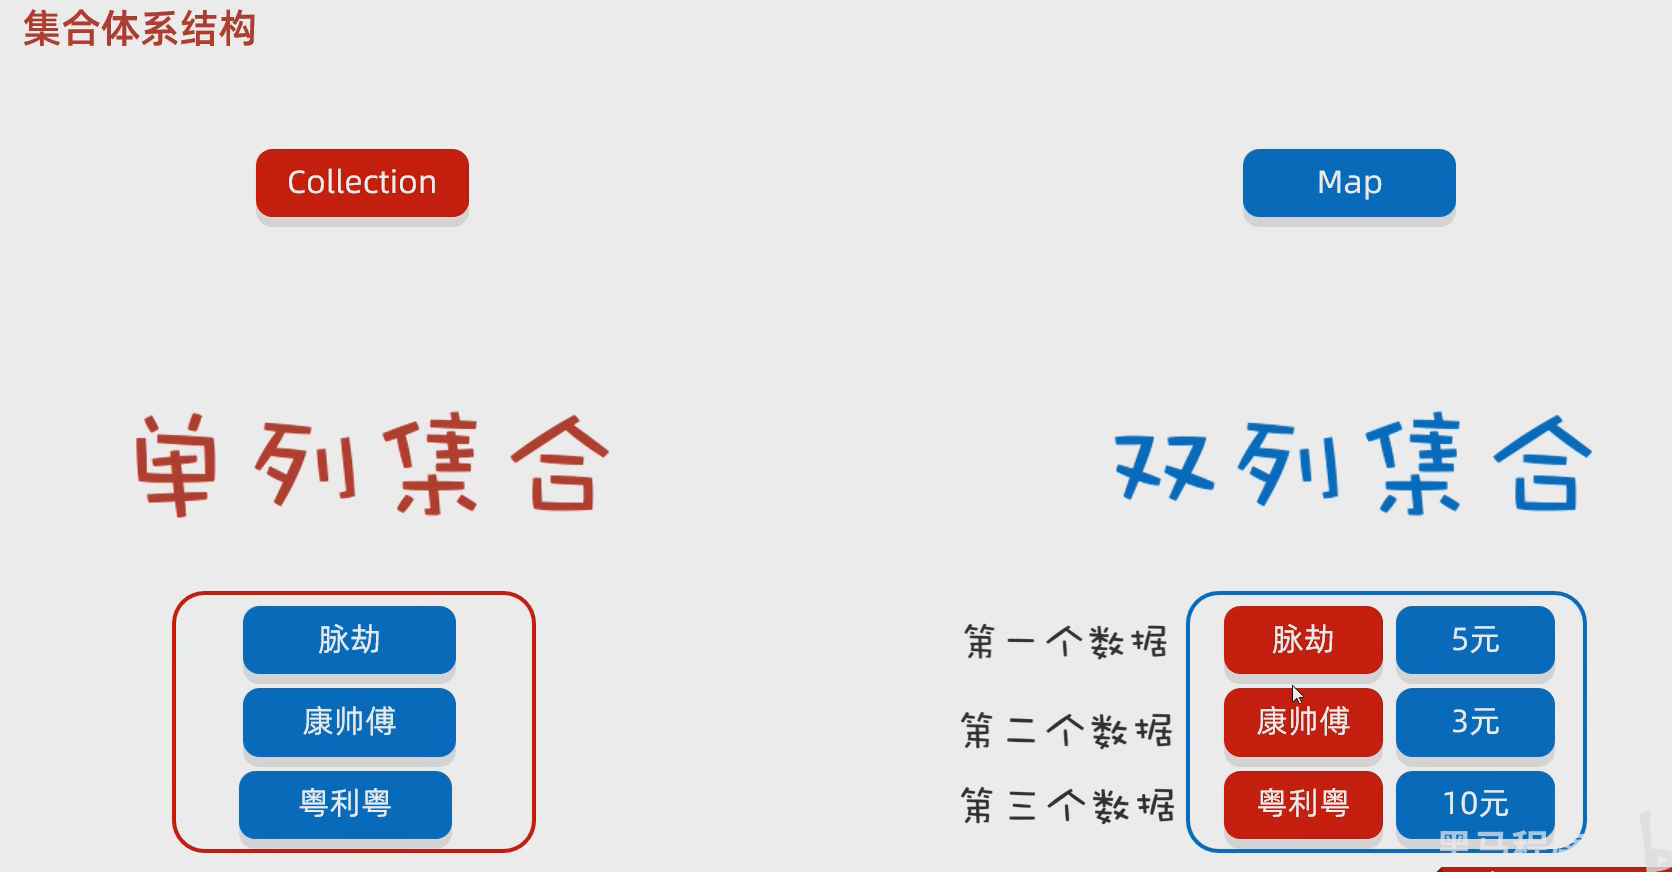 集合体系结构
Collection
Map
单列集合
双列集合
脉劫
康帅傅
粤利粤
第一个数据 脉劫 5元
第二个数据 康帅傅 3元
第三个数据 粤利粤 10元
黑马程